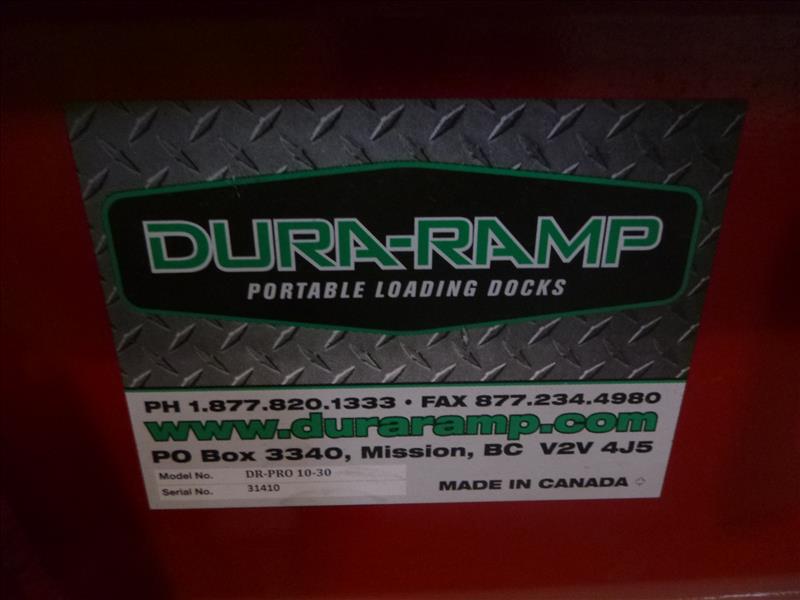 DURA-RAMP
PORTABLE LOADING DOCKS
PH 1.877.820.1333 • FAX 877.234.4980
www.duraramp.com
PO Box 3340, Mission, BC V2V 4J5
Model No. DR-PRO 10-30
Serial No. 31410
MADE IN CANADA